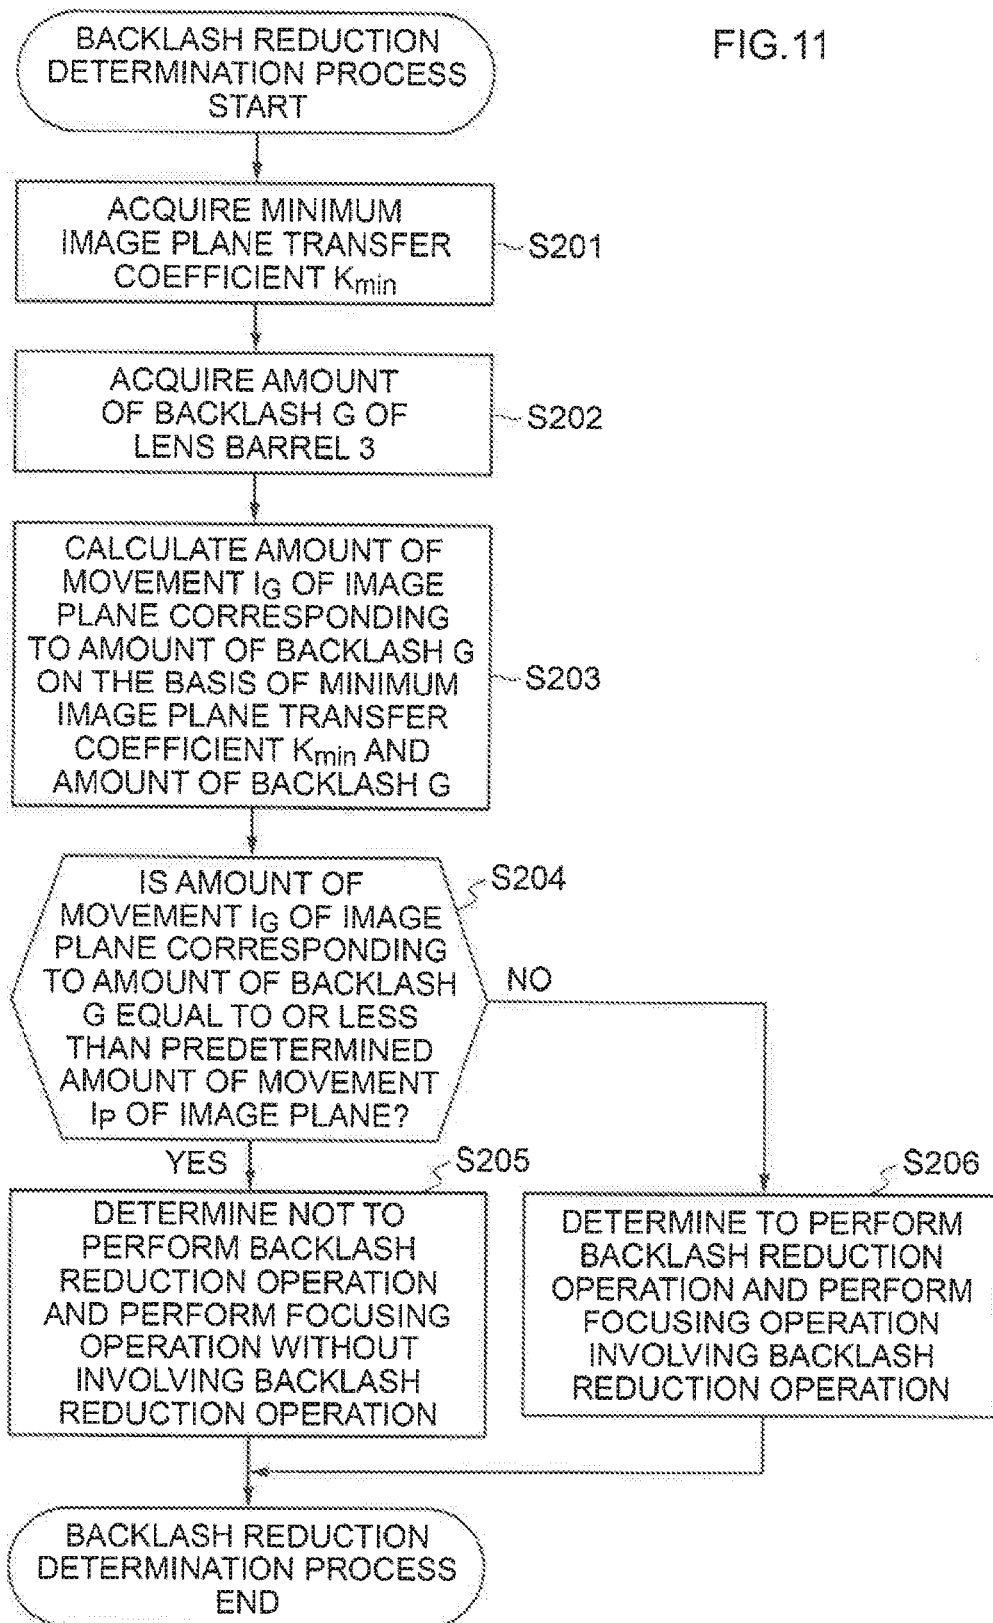 BACKLASH REDUCTION
DETERMINATION PROCESS
START
FIG.11
ACQUIRE MINIMUM
IMAGE PLANE TRANSFER
COEFFICIENT Kmin
S201
ACQUIRE AMOUNT
OF BACKLASH G OF
LENS BARREL 3
S202
CALCULATE AMOUNT OF
MOVEMENT IG OF IMAGE
PLANE CORRESPONDING
TO AMOUNT OF BACKLASH G
ON THE BASIS OF MINIMUM
IMAGE PLANE TRANSFER
COEFFICIENT Kmin AND
AMOUNT OF BACKLASH G
S203
IS AMOUNT OF
MOVEMENT IG OF IMAGE
PLANE CORRESPONDING
TO AMOUNT OF BACKLASH
G EQUAL TO OR LESS
THAN PREDETERMINED
AMOUNT OF MOVEMENT
IP OF IMAGE PLANE?
S204
NO
YES
S205
DETERMINE NOT TO
PERFORM BACKLASH
REDUCTION OPERATION
AND PERFORM FOCUSING
OPERATION WITHOUT
INVOLVING BACKLASH
REDUCTION OPERATION
S206
DETERMINE TO PERFORM
BACKLASH REDUCTION
OPERATION AND PERFORM
FOCUSING OPERATION
INVOLVING BACKLASH
REDUCTION OPERATION
BACKLASH REDUCTION
DETERMINATION PROCESS
END